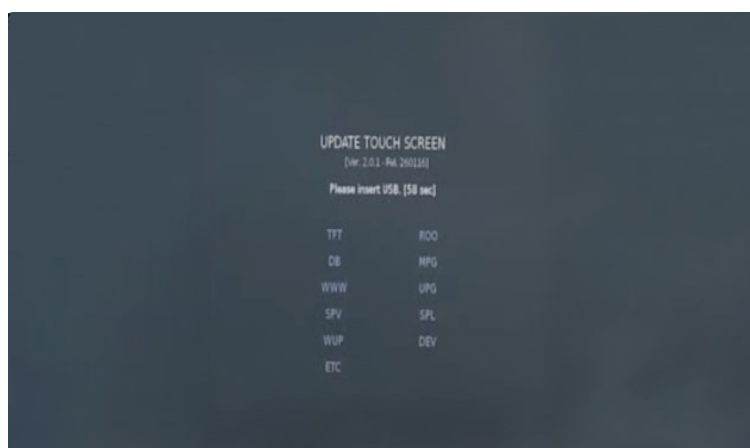 UPDATE TOUCH SCREEN
[Ver. 2.0.1 - Rel. 260116]
Please insert USB. [58 sec]
TFT ROO
DB MPG
WWW UPG
SPV SPL
WUP DEV
ETC